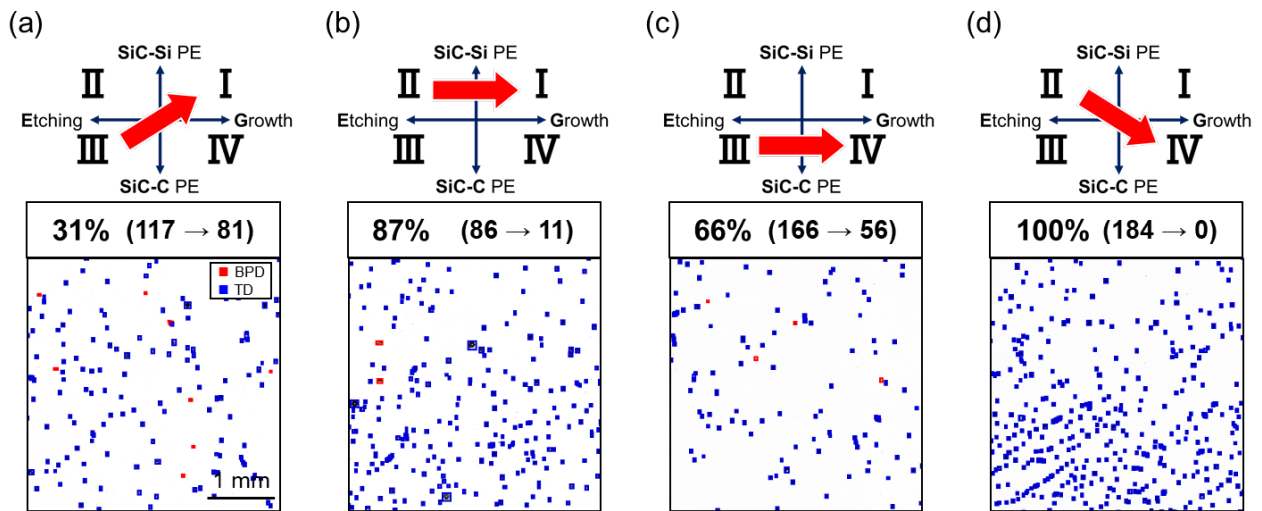 (a)
SiC-Si PE
Ⅱ Ⅰ
Etching Growth
Ⅲ Ⅳ
SiC-C PE
31% (117 → 81)
BPD
TD
1 mm
(b)
SiC-Si PE
Ⅱ Ⅰ
Etching Growth
Ⅲ Ⅳ
SiC-C PE
87% (86 → 11)
(c)
SiC-Si PE
Ⅱ Ⅰ
Etching Growth
Ⅲ Ⅳ
SiC-C PE
66% (166 → 56)
(d)
SiC-Si PE
Ⅱ Ⅰ
Etching Growth
Ⅲ Ⅳ
SiC-C PE
100% (184 → 0)